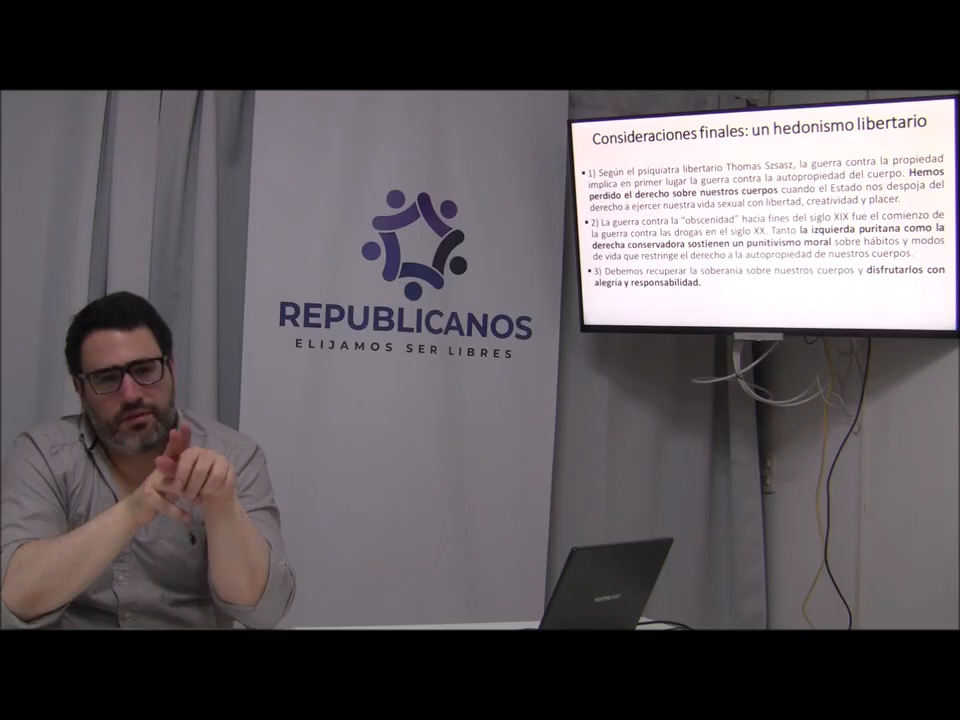 Consideraciones finales: un hedonismo libertario
▪ 1) Según el psiquiatra libertario Thomas Szsasz, la guerra contra la propiedad
implica en primer lugar la guerra contra la autopropiedad del cuerpo. Hemos
perdido el derecho sobre nuestros cuerpos cuando el Estado nos despoja del
derecho a ejercer nuestra vida sexual con libertad, creatividad y placer.
▪ 2) La guerra contra la "obscenidad" hacia fines del siglo XIX fue el comienzo de
la guerra contra las drogas en el siglo XX. Tanto la izquierda puritana como la
derecha conservadora sostienen un punitivismo moral sobre hábitos y modos
de vida que restringe el derecho a la autopropiedad de nuestros cuerpos.
▪ 3) Debemos recuperar la soberania sobre nuestros cuerpos y disfrutarlos con
alegria y responsabilidad.
REPUBLICANOS
ELIJAMOS SER LIBRES